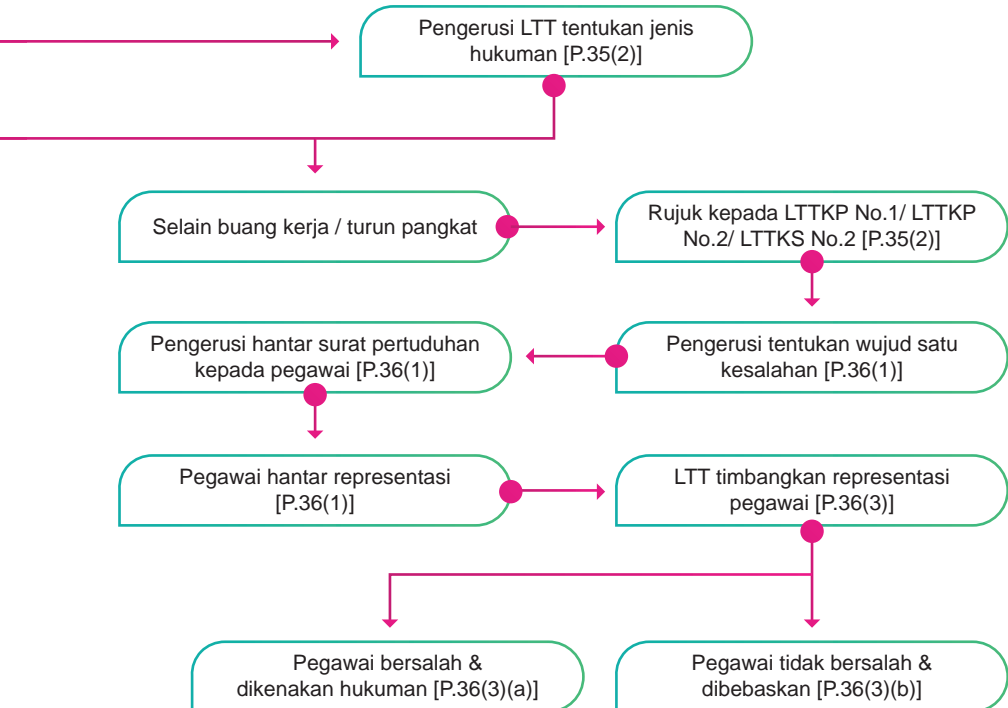 Pengerusi LTT tentukan jenis
hukuman [P.35(2)]
Selain buang kerja / turun pangkat
Rujuk kepada LTTKP No.1/ LTTKP
No.2/ LTTKS No.2 [P.35(2)]
Pengerusi tentukan wujud satu
kesalahan [P.36(1)]
Pengerusi hantar surat pertuduhan
kepada pegawai [P.36(1)]
Pegawai hantar representasi
[P.36(1)]
LTT timbangkan representasi
pegawai [P.36(3)]
Pegawai bersalah &
dikenakan hukuman [P.36(3)(a)]
Pegawai tidak bersalah &
dibebaskan [P.36(3)(b)]